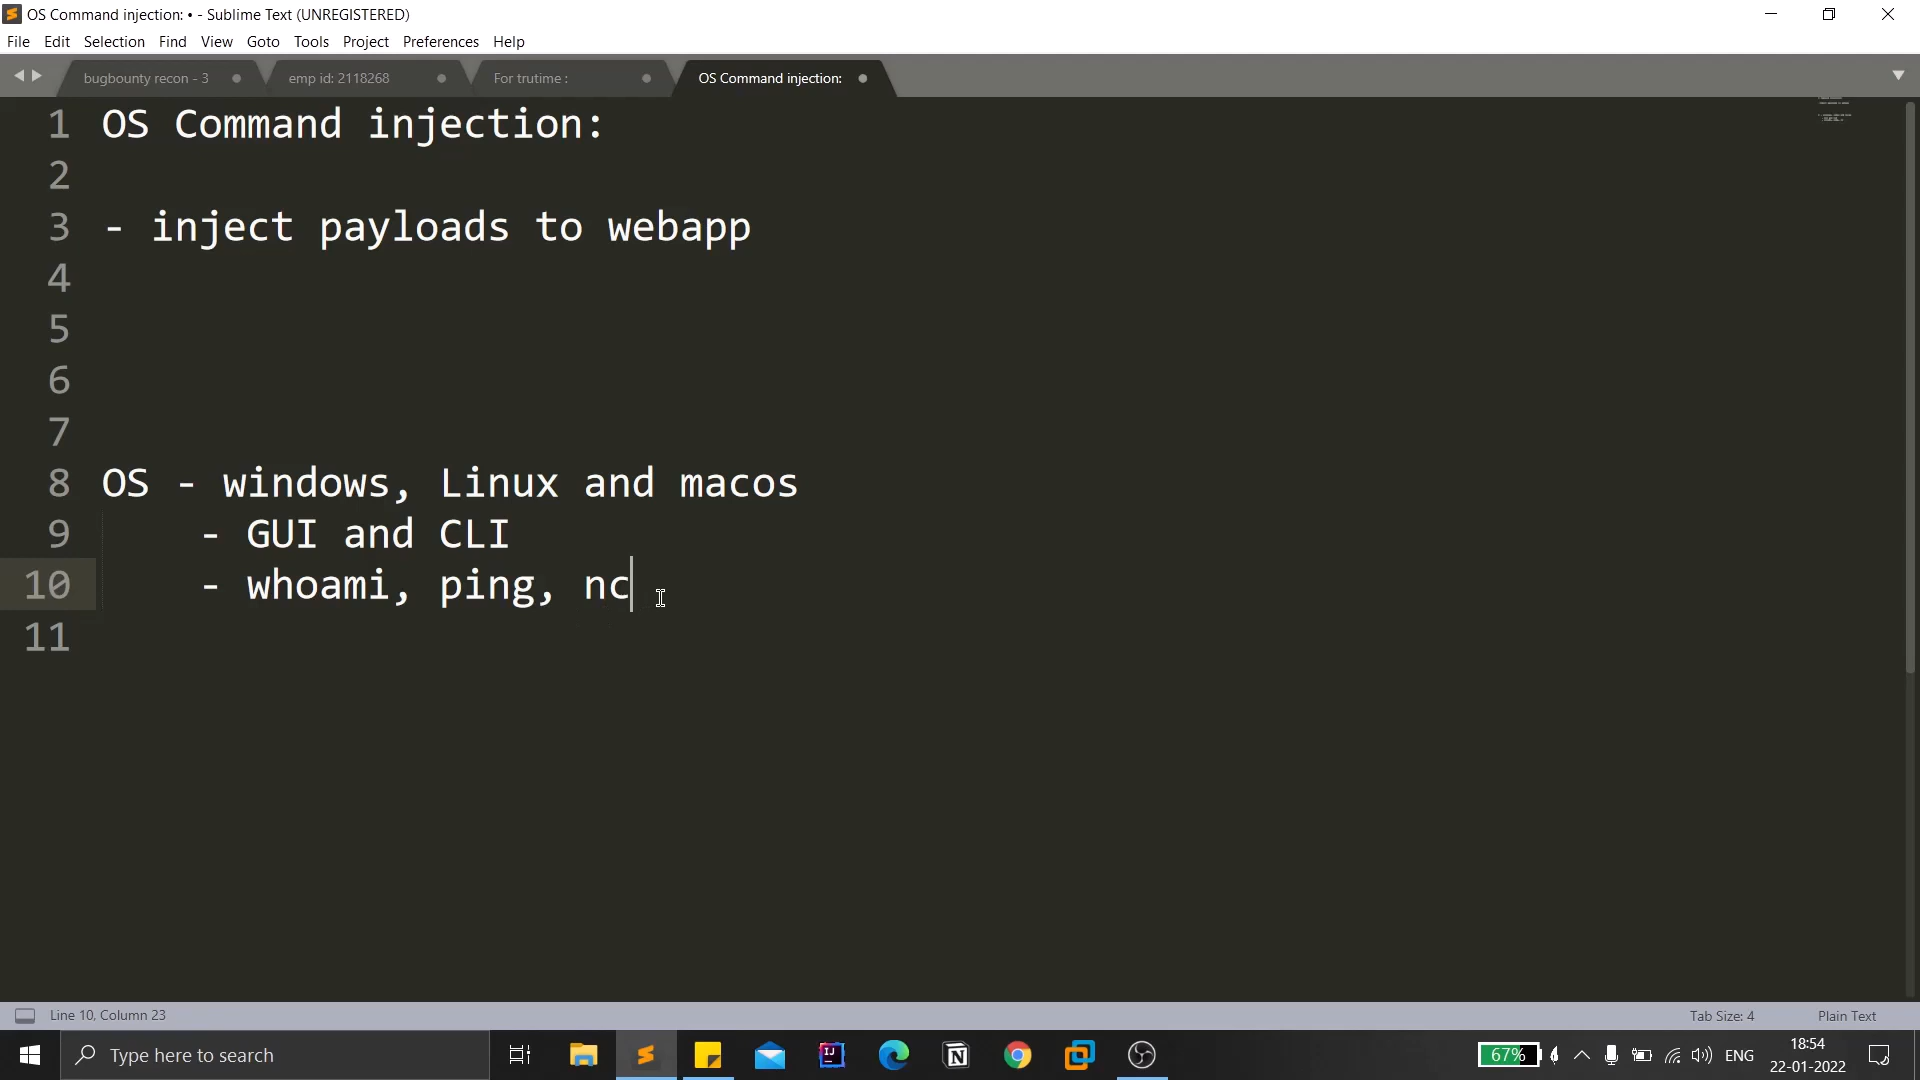 OS Command injection: • - Sublime Text (UNREGISTERED)
File Edit Selection Find View Goto Tools Project Preferences Help
bugbounty recon - 3 emp id: 2118268 For trutime : OS Command injection:
1 OS Command injection:
2
3 - inject payloads to webapp
4
5
6
7
8 OS - windows, Linux and macos
9 - GUI and CLI
10 - whoami, ping, nc
11
Line 10, Column 23 Tab Size: 4 Plain Text
Type here to search 67% ENG 18:54
22-01-2022